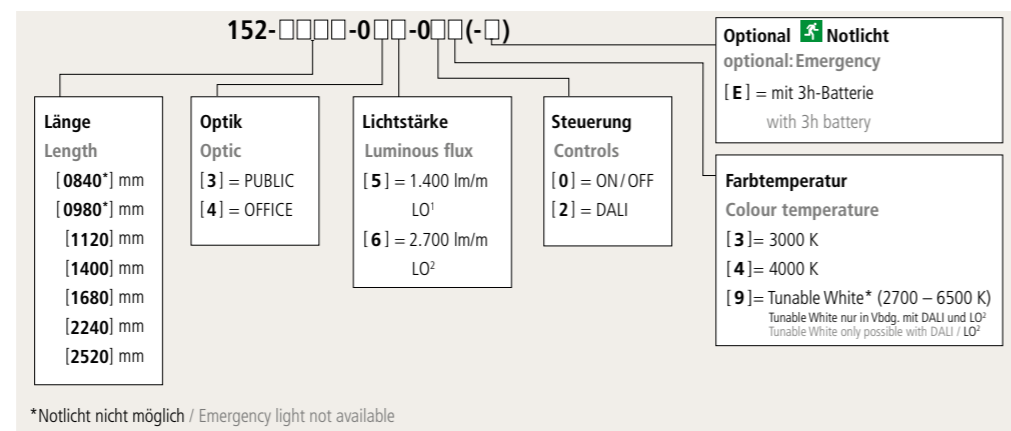 152-□□□□-0□□-0□□(-□)
Länge
Length
[0840*] mm
[0980*] mm
[1120] mm
[1400] mm
[1680] mm
[2240] mm
[2520] mm
Optik
Optic
[3] = PUBLIC
[4] = OFFICE
Lichtstärke
Luminous flux
[5] = 1.400 lm/m
LO¹
[6] = 2.700 lm/m
LO²
Steuerung
Controls
[0] = ON/OFF
[2] = DALI
Optional Notlicht
optional: Emergency
[E] = mit 3h-Batterie
with 3h battery
Farbtemperatur
Colour temperature
[3]= 3000 K
[4]= 4000 K
[9]= Tunable White* (2700 – 6500 K)
Tunable White nur in Vbdg. mit DALI und LO²
Tunable White only possible with DALI / LO²
*Notlicht nicht möglich / Emergency light not available